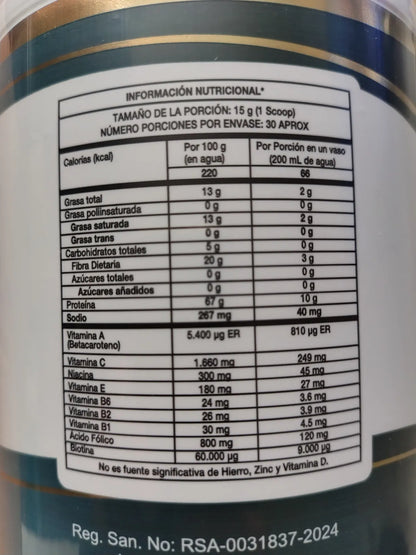 INFORMACIÓN NUTRICIONAL*
TAMAÑO DE LA PORCIÓN: 15 g (1 Scoop)
NÚMERO PORCIONES POR ENVASE: 30 APROX
Calorías (kcal) Por 100 g (en agua) Por Porción en un vaso (200 mL de agua)
220 66
Grasa total 13 g 2 g
Grasa poliinsaturada 0 g 0 g
Grasa saturada 13 g 2 g
Grasa trans 0 g 0 g
Carbohidratos totales 5 g 0 g
Fibra Dietaria 20 g 3 g
Azúcares totales 0 g 0 g
Azúcares añadidos 0 g 0 g
Proteína 67 g 10 g
Sodio 267 mg 40 mg
Vitamina A (Betacaroteno) 5.400 µg ER 810 µg ER
Vitamina C 1.660 mg 249 mg
Niacina 300 mg 45 mg
Vitamina E 180 mg 27 mg
Vitamina B6 24 mg 3.6 mg
Vitamina B2 26 mg 3.9 mg
Vitamina B1 30 mg 4.5 mg
Ácido Fólico 800 mg 120 mg
Biotina 60.000 µg 9.000 µg
No es fuente significativa de Hierro, Zinc y Vitamina D.
Reg. San. No: RSA-0031837-2024